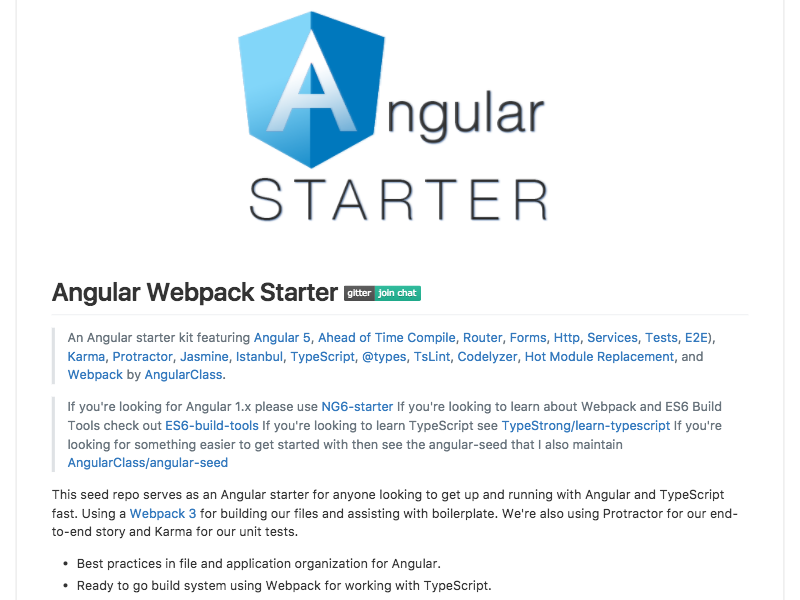 Angular
STARTER
Angular Webpack Starter gitter join chat
An Angular starter kit featuring Angular 5, Ahead of Time Compile, Router, Forms, Http, Services, Tests, E2E),
Karma, Protractor, Jasmine, Istanbul, TypeScript, @types, TsLint, Codelyzer, Hot Module Replacement, and
Webpack by AngularClass.
If you're looking for Angular 1.x please use NG6-starter If you're looking to learn about Webpack and ES6 Build
Tools check out ES6-build-tools If you're looking to learn TypeScript see TypeStrong/learn-typescript If you're
looking for something easier to get started with then see the angular-seed that I also maintain
AngularClass/angular-seed
This seed repo serves as an Angular starter for anyone looking to get up and running with Angular and TypeScript
fast. Using a Webpack 3 for building our files and assisting with boilerplate. We're also using Protractor for our end-
to-end story and Karma for our unit tests.
• Best practices in file and application organization for Angular.
• Ready to go build system using Webpack for working with TypeScript.